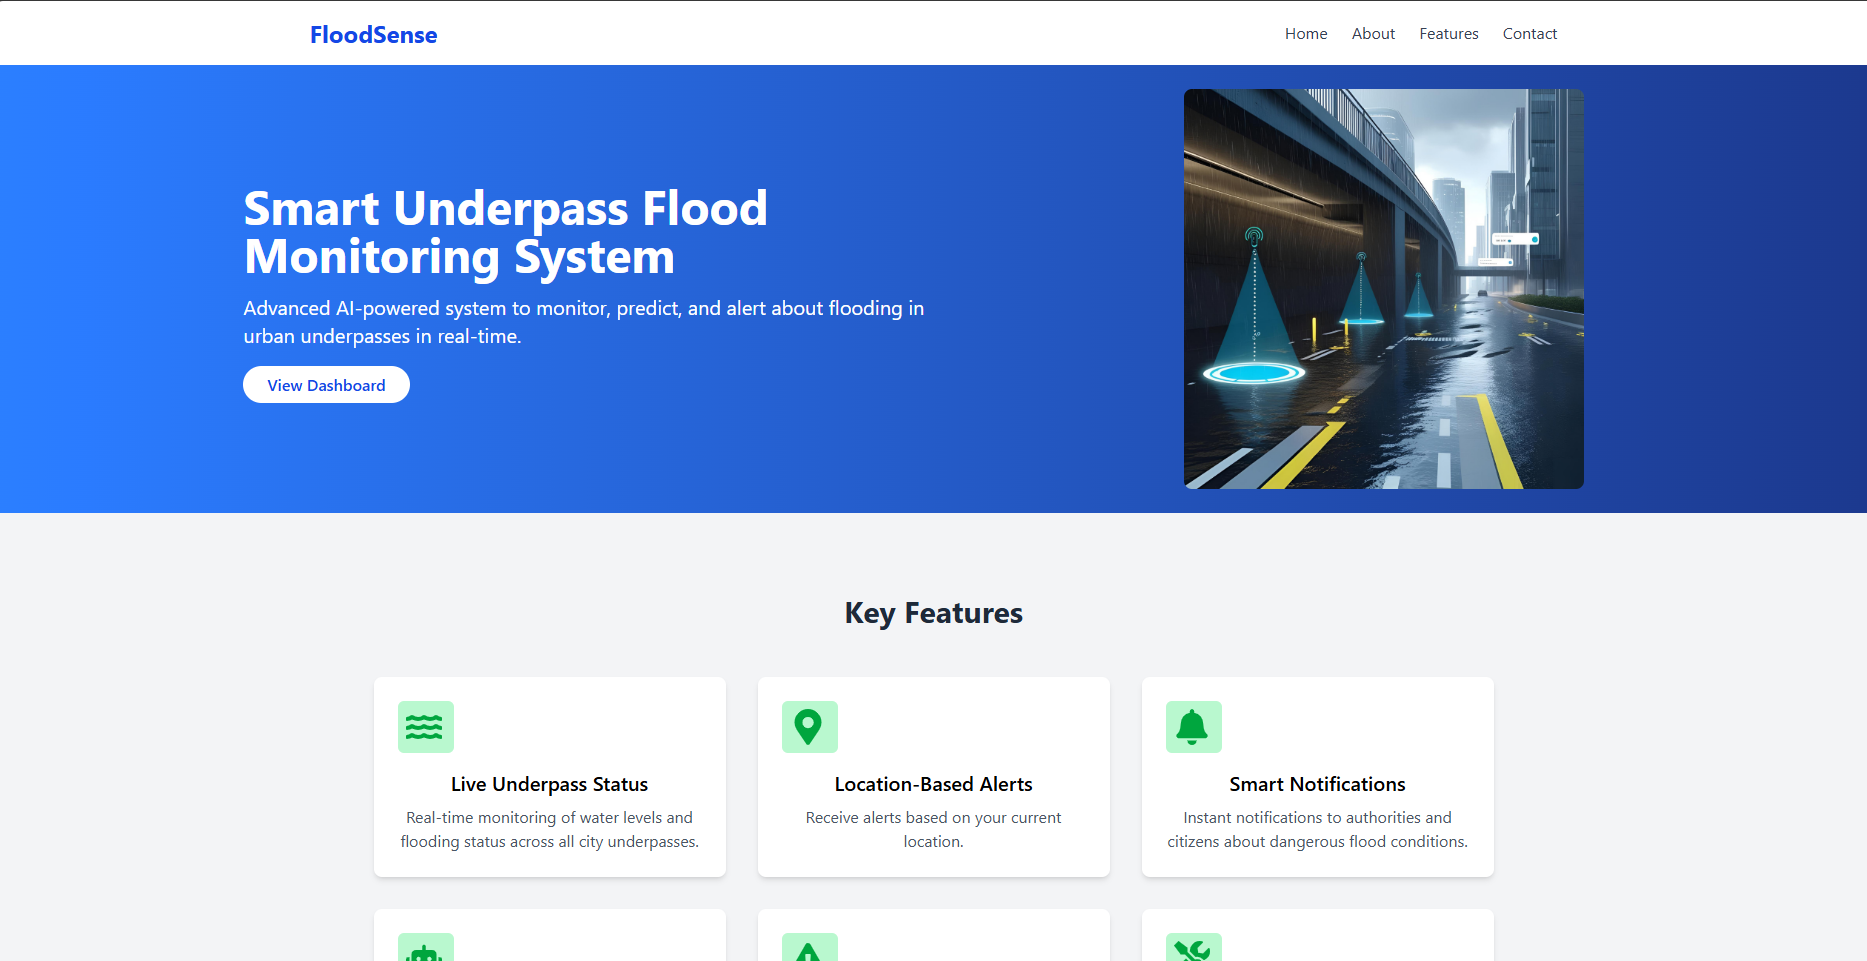 FloodSense
Home
About
Features
Contact
Smart Underpass Flood
Monitoring System
Advanced AI-powered system to monitor, predict, and alert about flooding in
urban underpasses in real-time.
View Dashboard
Key Features
Live Underpass Status
Real-time monitoring of water levels and
flooding status across all city underpasses.
Location-Based Alerts
Receive alerts based on your current
location.
Smart Notifications
Instant notifications to authorities and
citizens about dangerous flood conditions.